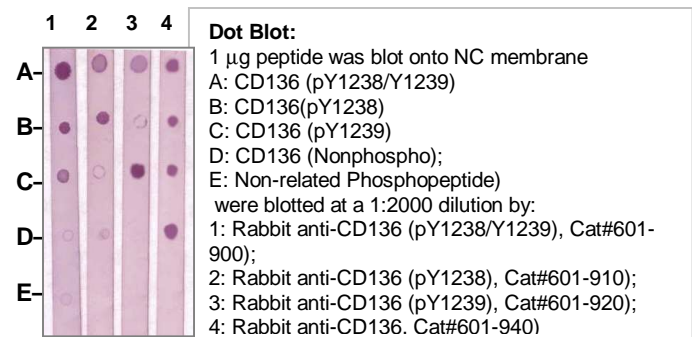 1 2 3 4
A-
B-
C-
D-
E-
Dot Blot:
1 µg peptide was blot onto NC membrane
A: CD136 (pY1238/Y1239)
B: CD136(pY1238)
C: CD136 (pY1239)
D: CD136 (Nonphospho);
E: Non-related Phosphopeptide)
were blotted at a 1:2000 dilution by:
1: Rabbit anti-CD136 (pY1238/Y1239), Cat#601-
900);
2: Rabbit anti-CD136 (pY1238), Cat#601-910);
3: Rabbit anti-CD136 (pY1239), Cat#601-920);
4: Rabbit anti-CD136. Cat#601-940)